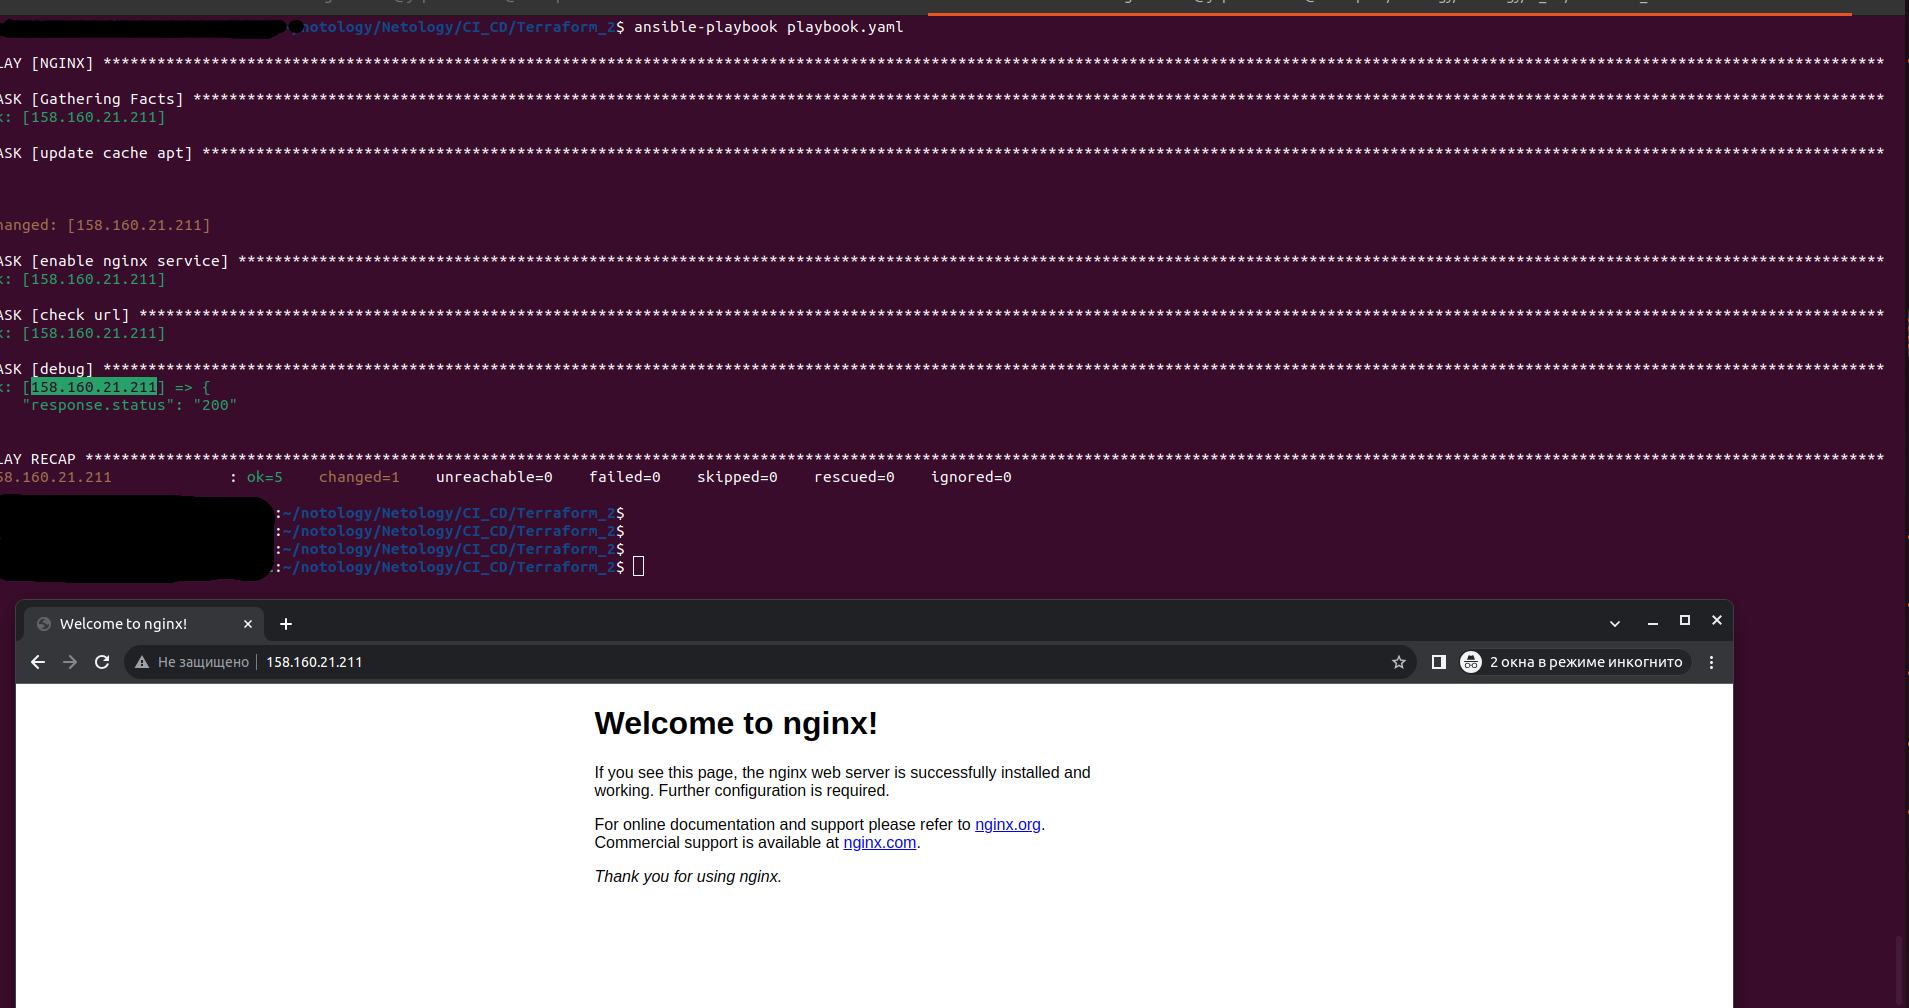 notology/Netology/CI_CD/Terraform_2$ ansible-playbook playbook.yaml
LAY [NGINX] ****************************************************************************************************************************************************************************************************
ASK [Gathering Facts] ********************************************************************************************************************************************************************************************
k: [158.160.21.211]
ASK [update cache apt] *******************************************************************************************************************************************************************************************
hanged: [158.160.21.211]
ASK [enable nginx service] ***************************************************************************************************************************************************************************************
k: [158.160.21.211]
ASK [check url] **************************************************************************************************************************************************************************************************
k: [158.160.21.211]
ASK [debug] ******************************************************************************************************************************************************************************************************
k: [158.160.21.211] => {
"response.status": "200"
LAY RECAP ********************************************************************************************************************************************************************************************************
58.160.21.211 : ok=5 changed=1 unreachable=0 failed=0 skipped=0 rescued=0 ignored=0
:~/notology/Netology/CI_CD/Terraform_2$
:~/notology/Netology/CI_CD/Terraform_2$
:~/notology/Netology/CI_CD/Terraform_2$
:~/notology/Netology/CI_CD/Terraform_2$
Welcome to nginx!
Не защищено 158.160.21.211 2 окна в режиме инкогнито
Welcome to nginx!
If you see this page, the nginx web server is successfully installed and
working. Further configuration is required.
For online documentation and support please refer to nginx.org.
Commercial support is available at nginx.com.
Thank you for using nginx.